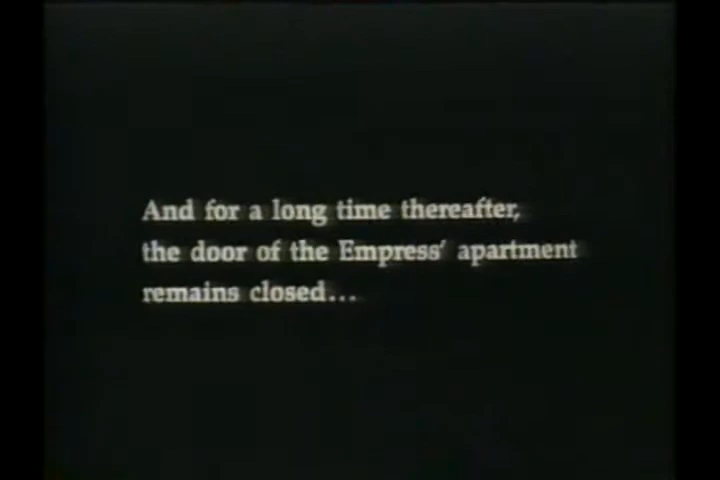 And for a long time thereafter,
the door of the Empress' apartment
remains closed...